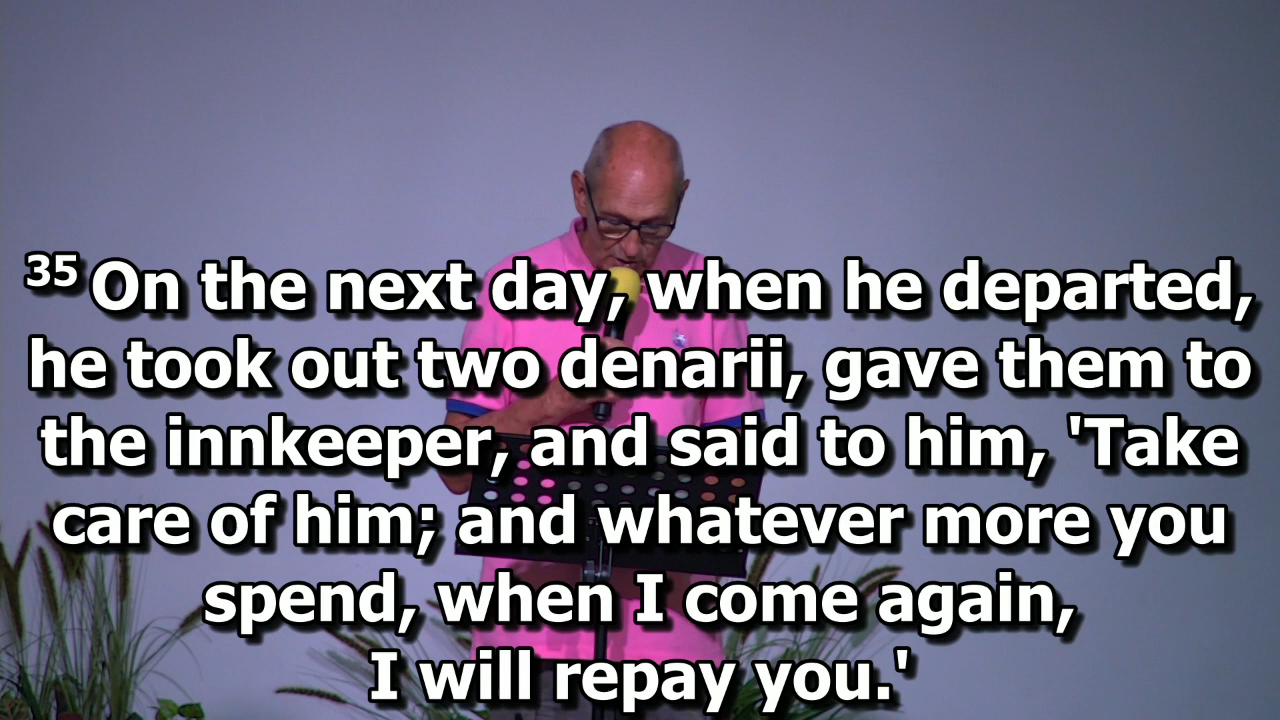 35 On the next day, when he departed,
he took out two denarii, gave them to
the innkeeper, and said to him, 'Take
care of him; and whatever more you
spend, when I come again,
I will repay you.'